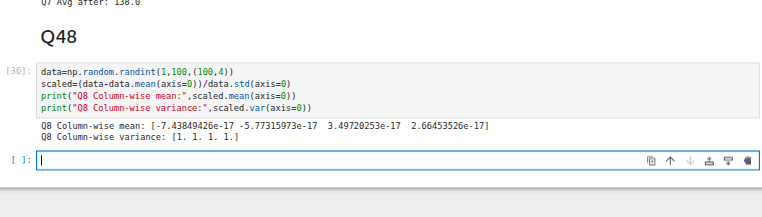 Q7 Avg after: 138.0
Q48
[36]:
data=np.random.randint(1,100,(100,4))
scaled=(data-data.mean(axis=0))/data.std(axis=0)
print("Q8 Column-wise mean:",scaled.mean(axis=0))
print("Q8 Column-wise variance:",scaled.var(axis=0))
Q8 Column-wise mean: [-7.43849426e-17 -5.77315973e-17  3.49720253e-17  2.66453526e-17]
Q8 Column-wise variance: [1. 1. 1. 1.]
[ ]: